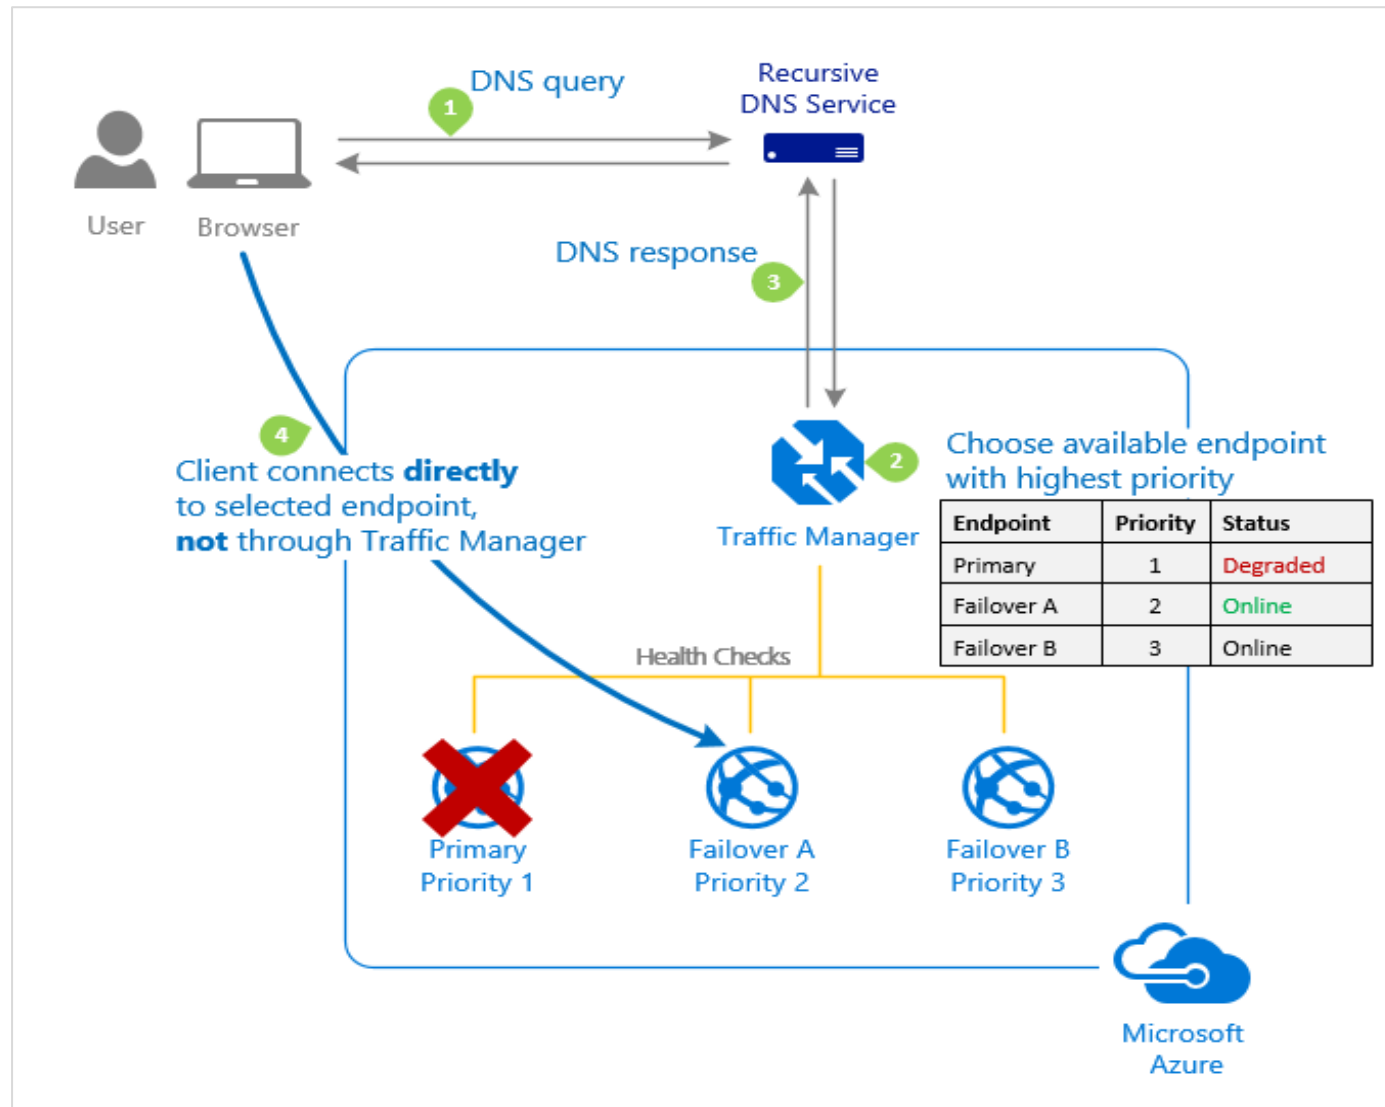 DNS query
1
Recursive
DNS Service
User
Browser
DNS response
3
4
Client connects directly
to selected endpoint,
not through Traffic Manager
2
Choose available endpoint
with highest priority
Traffic Manager
Endpoint Priority Status
Primary 1 Degraded
Failover A 2 Online
Failover B 3 Online
Health Checks
Primary
Priority 1
Failover A
Priority 2
Failover B
Priority 3
Microsoft
Azure